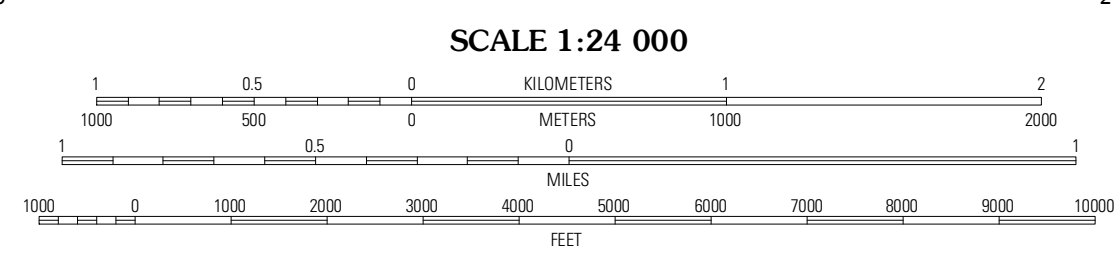 SCALE 1:24 000
1 0.5 0 KILOMETERS 1 2
1000 500 0 METERS 1000 2000
1 0.5 0 1
MILES
1000 0 1000 2000 3000 4000 5000 6000 7000 8000 9000 10000
FEET